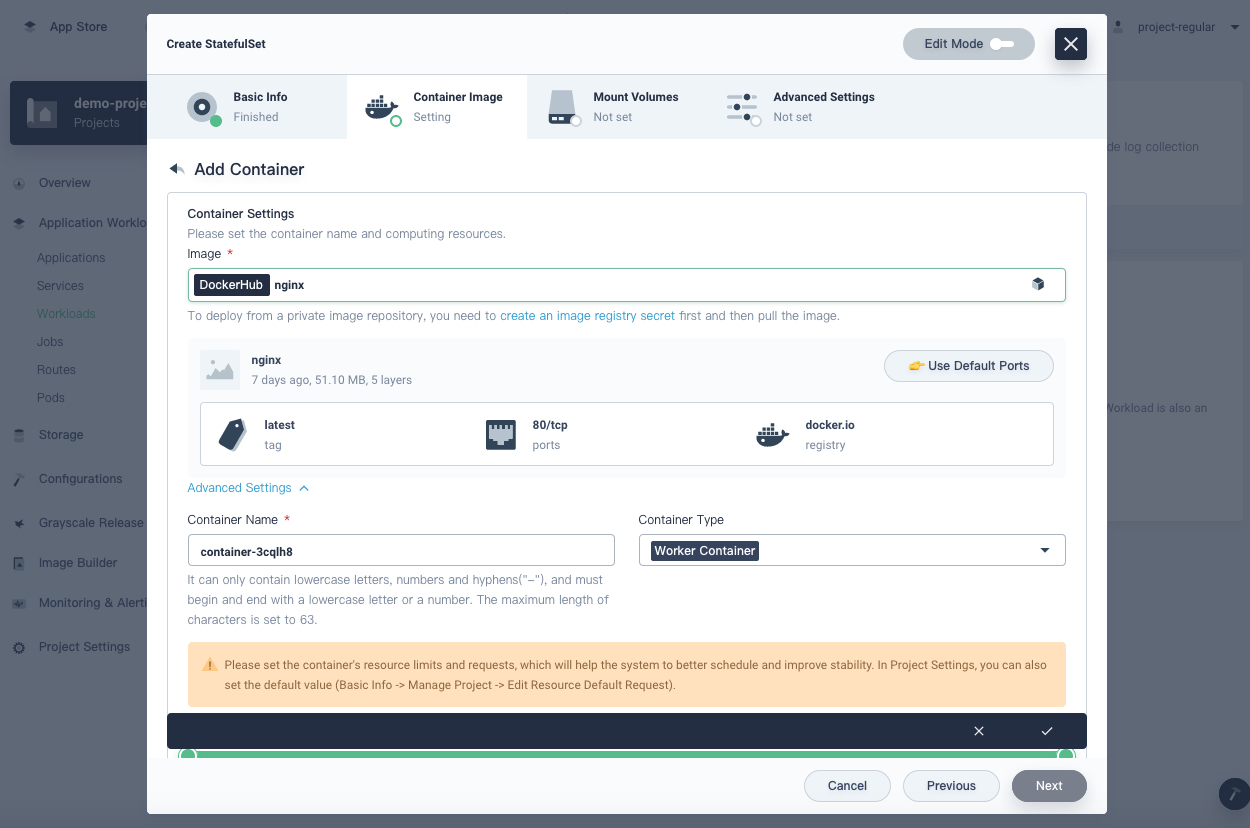 App Store
project-regular
demo-proje
Projects
Overview
Application Worklo
Applications
Services
Workloads
Jobs
Routes
Pods
Storage
Configurations
Grayscale Release
Image Builder
Monitoring & Alerti
Project Settings
de log collection
Workload is also an
Create StatefulSet
Edit Mode
Basic Info
Finished
Container Image
Setting
Mount Volumes
Not set
Advanced Settings
Not set
Add Container
Container Settings
Please set the container name and computing resources.
Image *
DockerHub nginx
To deploy from a private image repository, you need to create an image registry secret first and then pull the image.
nginx
7 days ago, 51.10 MB, 5 layers
Use Default Ports
latest
tag
80/tcp
ports
docker.io
registry
Advanced Settings
Container Name *
container-3cqlh8
It can only contain lowercase letters, numbers and hyphens("-"), and must
begin and end with a lowercase letter or a number. The maximum length of
characters is set to 63.
Container Type
Worker Container
Please set the container's resource limits and requests, which will help the system to better schedule and improve stability. In Project Settings, you can also
set the default value (Basic Info -> Manage Project -> Edit Resource Default Request).
Cancel
Previous
Next